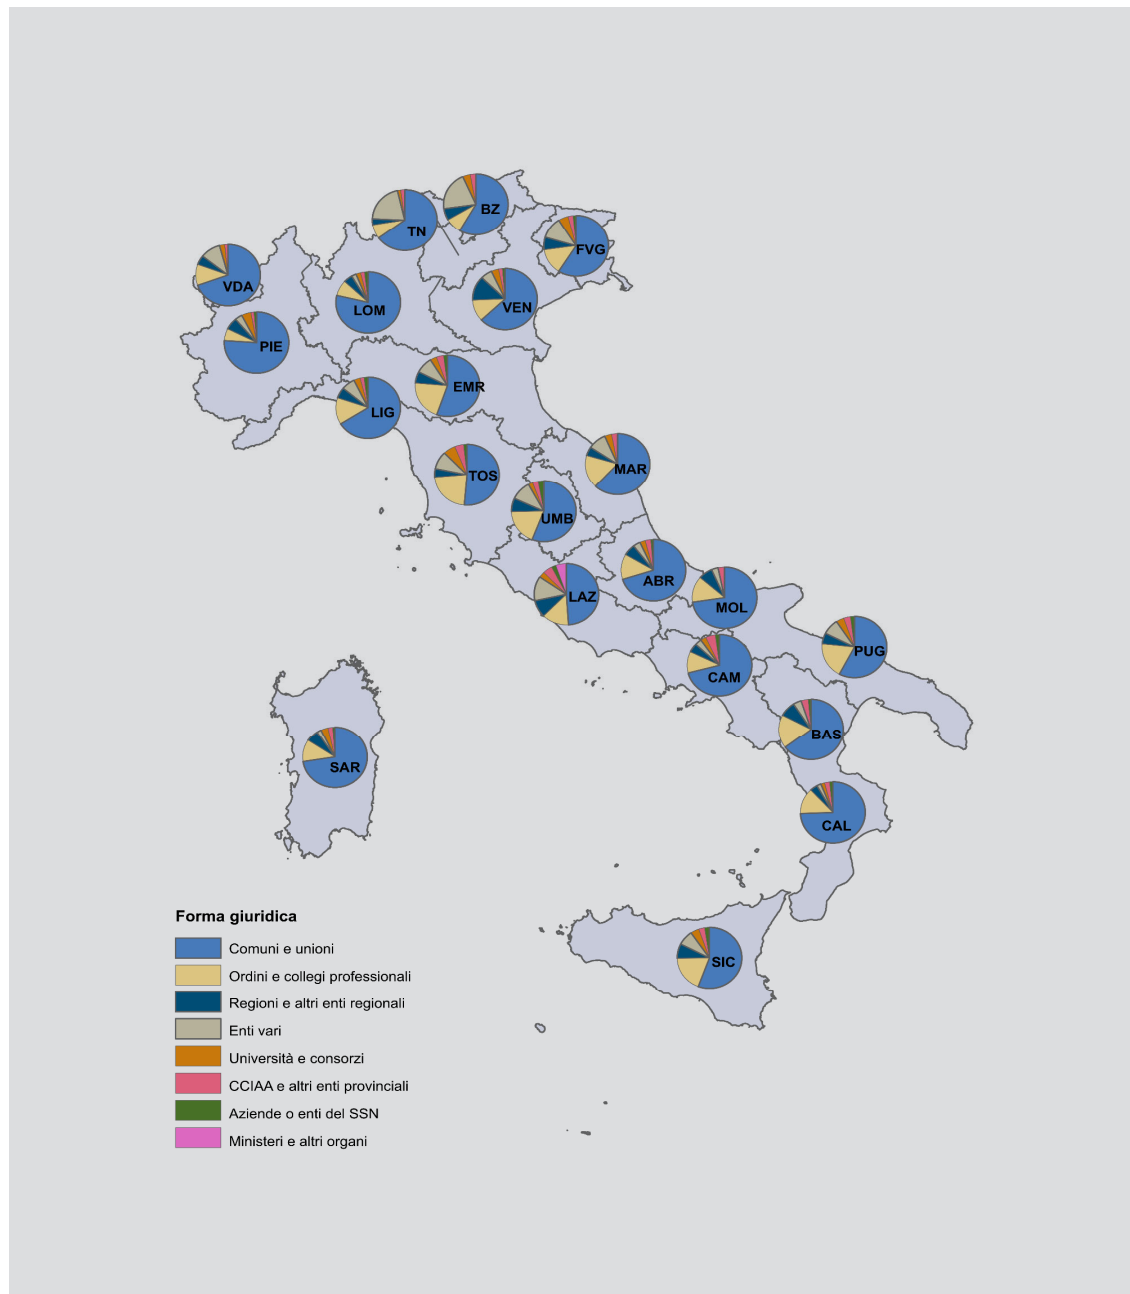 BZ
TN
FVG
VDA
VEN
LOM
PIE
EMR
LIG
MAR
TOS
UMB
ABR
LAZ
MOL
PUG
CAM
BAS
SAR
CAL
SIC
Forma giuridica
Comuni e unioni
Ordini e collegi professionali
Regioni e altri enti regionali
Enti vari
Università e consorzi
CCIAA e altri enti provinciali
Aziende o enti del SSN
Ministeri e altri organi